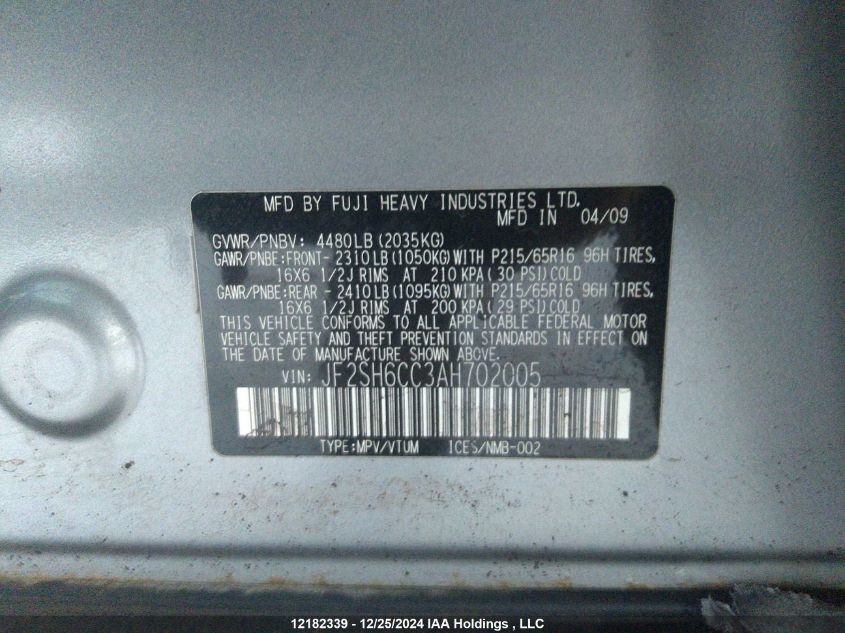 MFD BY FUJI HEAVY INDUSTRIES LTD.
MFD IN 04/09
GVWR/PNBV: 4480LB(2035KG)
GAWR/PNBE:FRONT- 2310LB(1050KG)WITH P215/65R16 96H TIRES,
16X6 1/2J RIMS AT 210 KPA(30 PSI)COLD
GAWR/PNBE:REAR - 2410LB(1095KG)WITH P215/65R16 96H TIRES,
16X6 1/2J RIMS AT 200 KPA(29 PSI)COLD
THIS VEHICLE CONFORMS TO ALL APPLICABLE FEDERAL MOTOR
VEHICLE SAFETY AND THEFT PREVENTION STANDARDS IN EFFECT ON
THE DATE OF MANUFACTURE SHOWN ABOVE.
VIN: JF2SH6CC3AH702005
TYPE:MPV/VTUM ICES/NMB-002
12182339 - 12/25/2024 IAA Holdings , LLC